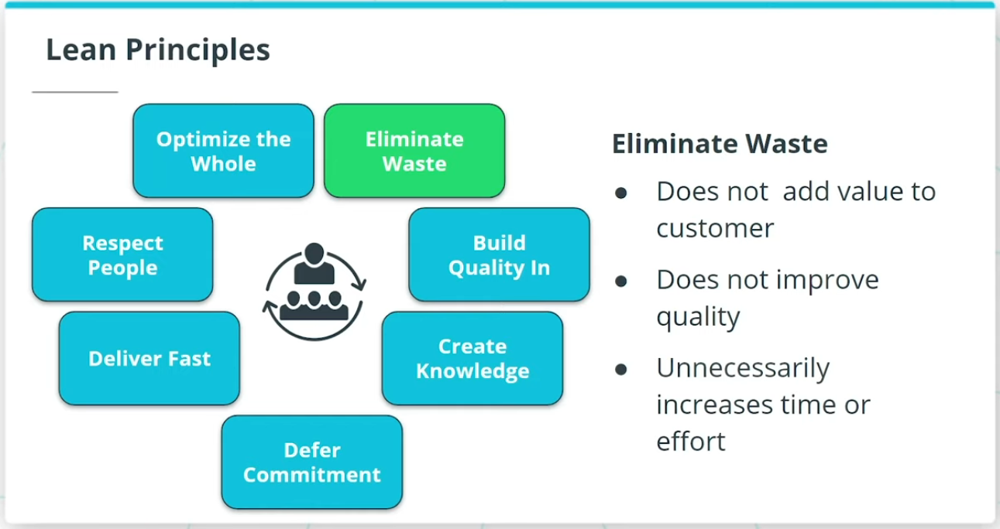 Lean Principles
Optimize the
Whole
Eliminate
Waste
Respect
People
Build
Quality In
Deliver Fast
Create
Knowledge
Defer
Commitment
Eliminate Waste
● Does not  add value to
customer
● Does not improve
quality
● Unnecessarily
increases time or
effort